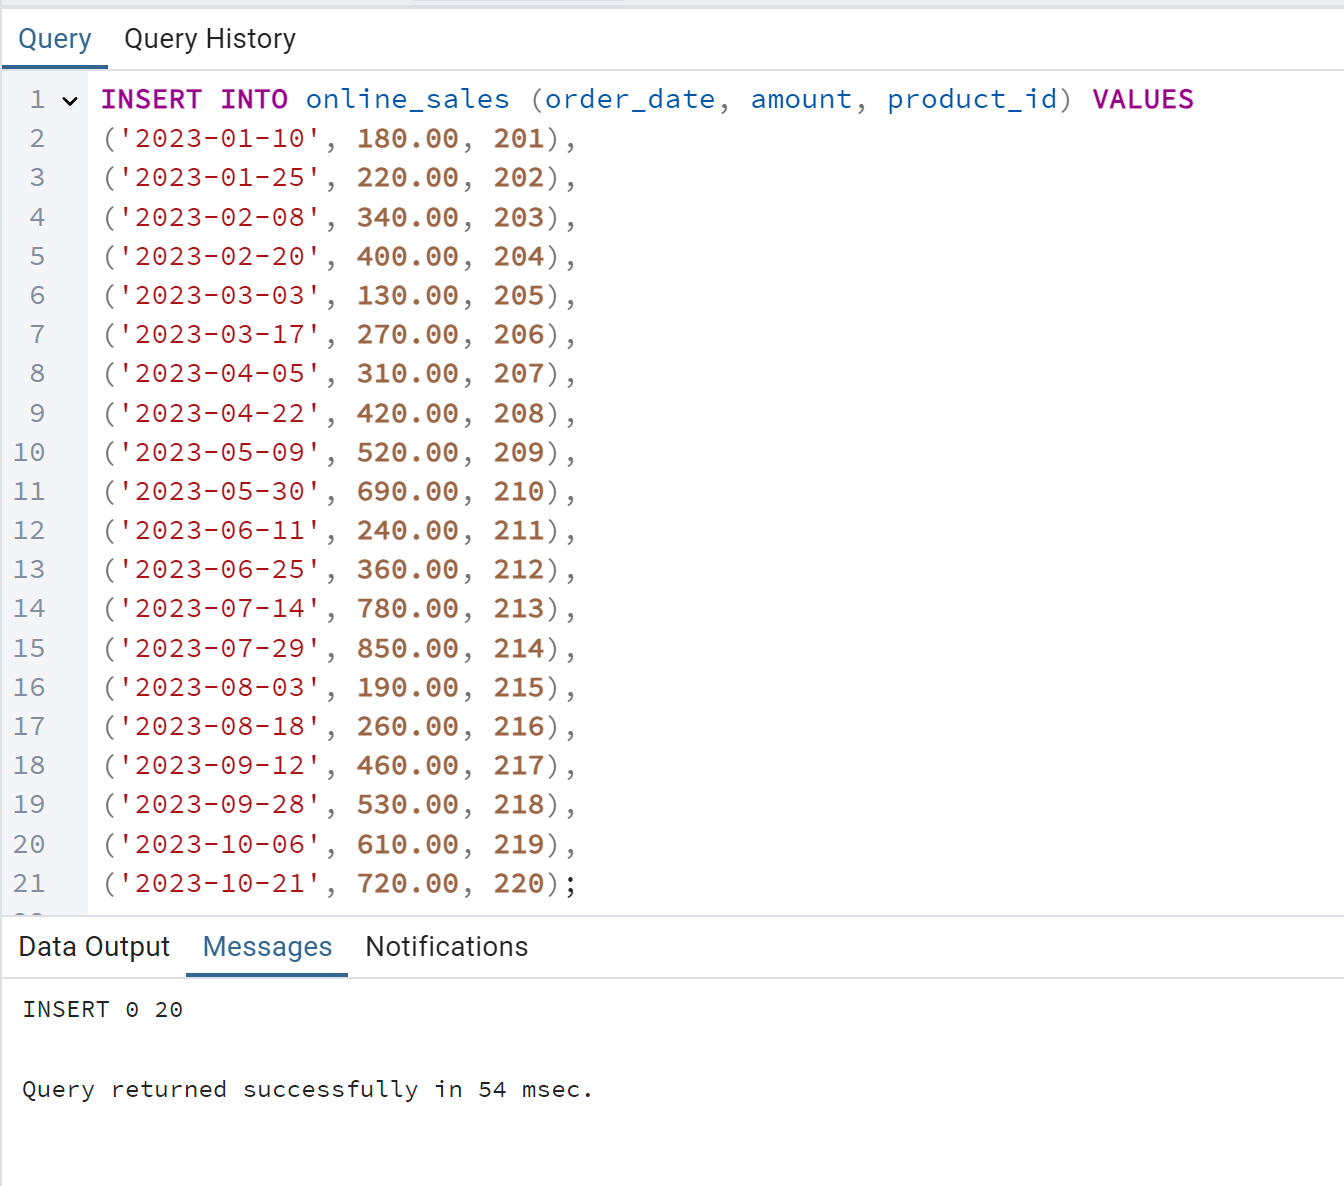 Query Query History
1 INSERT INTO online_sales (order_date, amount, product_id) VALUES
2 ('2023-01-10', 180.00, 201),
3 ('2023-01-25', 220.00, 202),
4 ('2023-02-08', 340.00, 203),
5 ('2023-02-20', 400.00, 204),
6 ('2023-03-03', 130.00, 205),
7 ('2023-03-17', 270.00, 206),
8 ('2023-04-05', 310.00, 207),
9 ('2023-04-22', 420.00, 208),
10 ('2023-05-09', 520.00, 209),
11 ('2023-05-30', 690.00, 210),
12 ('2023-06-11', 240.00, 211),
13 ('2023-06-25', 360.00, 212),
14 ('2023-07-14', 780.00, 213),
15 ('2023-07-29', 850.00, 214),
16 ('2023-08-03', 190.00, 215),
17 ('2023-08-18', 260.00, 216),
18 ('2023-09-12', 460.00, 217),
19 ('2023-09-28', 530.00, 218),
20 ('2023-10-06', 610.00, 219),
21 ('2023-10-21', 720.00, 220);
Data Output Messages Notifications
INSERT 0 20
Query returned successfully in 54 msec.